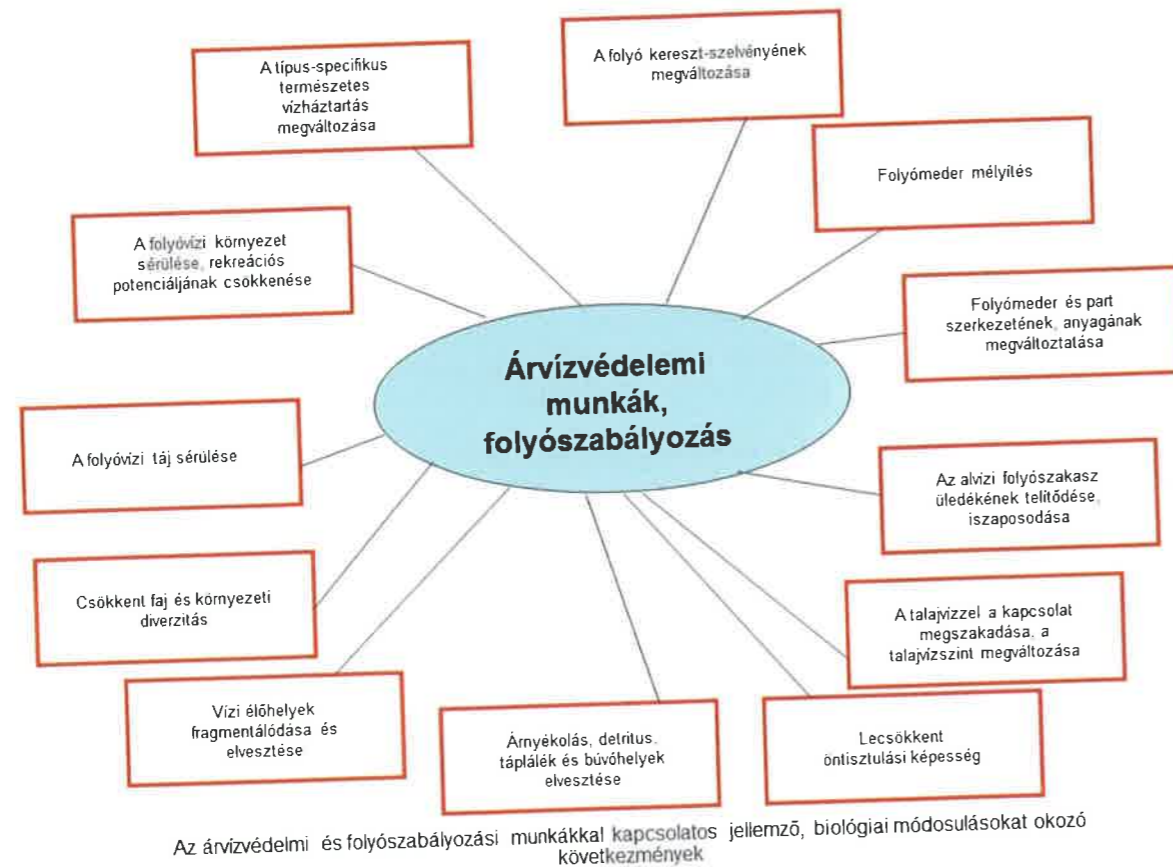 A típus-specifikus
természetes
vízháztartás
megváltozása
A folyó kereszt-szelvényének
megváltozása
Folyómeder mélyítés
A folyóvízi környezet
sérülése, rekreációs
potenciáljának csökkenése
Folyómeder és part
szerkezetének, anyagának
megváltoztatása
Árvízvédelemi
munkák,
folyószabályozás
A folyóvízi táj sérülése
Az alvizi folyószakasz
üledékének telítődése,
iszaposodása
Csökkent faj és környezeti
diverzitás
A talajvízzel a kapcsolat
megszakadása, a
talajvízszint megváltozása
Vízi élőhelyek
fragmentálódása és
elvesztése
Árnyékolás, detritus,
táplálék és búvóhelyek
elvesztése
Lecsökkent
öntisztulási képesség
Az árvízvédelmi és folyószabályozási munkákkal kapcsolatos jellemző, biológiai módosulásokat okozó
következmények